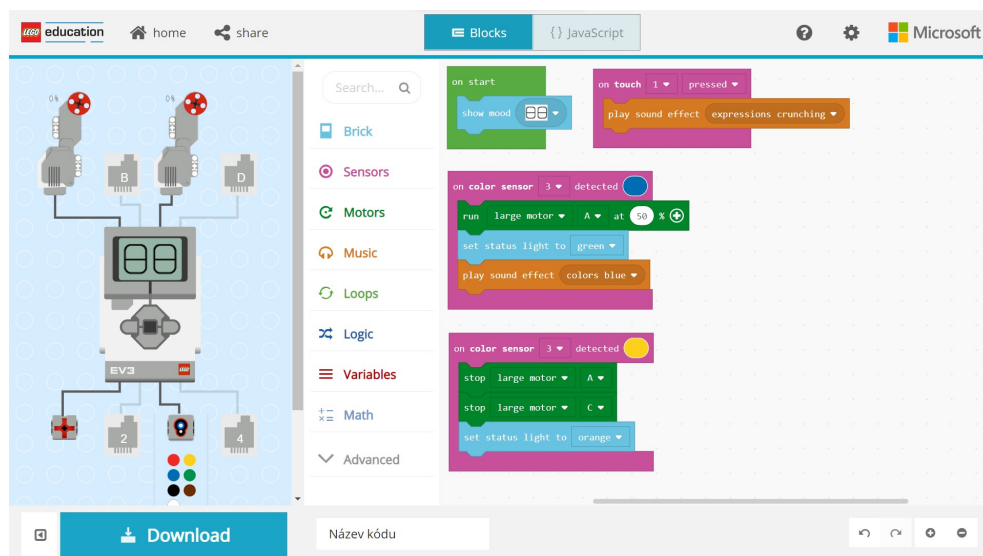 LEGO education home share Blocks {} JavaScript ? Microsoft
0% 0%
B D
EV3 LEGO
2 4
Search...
Brick
Sensors
Motors
Music
Loops
Logic
Variables
Math
Advanced
on start
show mood
on touch 1 pressed
play sound effect expressions crunching
on color sensor 3 detected
run large motor A at 50 %
set status light to green
play sound effect colors blue
on color sensor 3 detected
stop large motor A
stop large motor C
set status light to orange
Download
Název kódu